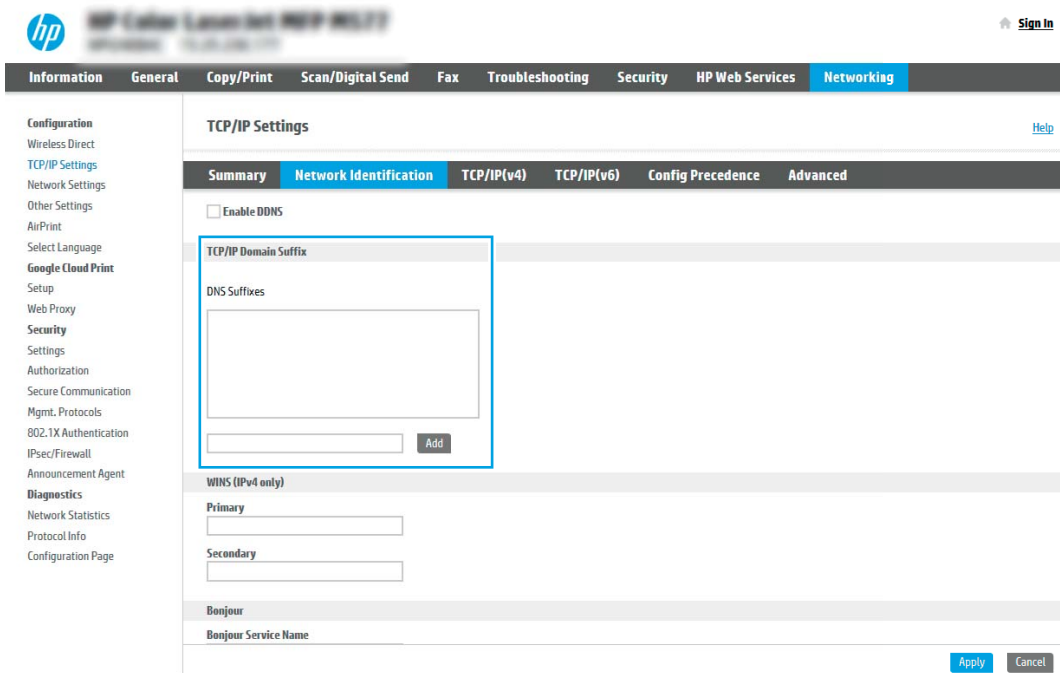 hp
Sign In
Information General Copy/Print Scan/Digital Send Fax Troubleshooting Security HP Web Services Networking
Configuration
Wireless Direct
TCP/IP Settings
Network Settings
Other Settings
AirPrint
Select Language
Google Cloud Print
Setup
Web Proxy
Security
Settings
Authorization
Secure Communication
Mgmt. Protocols
802.1X Authentication
IPsec/Firewall
Announcement Agent
Diagnostics
Network Statistics
Protocol Info
Configuration Page
TCP/IP Settings
Help
Summary Network Identification TCP/IP(v4) TCP/IP(v6) Config Precedence Advanced
Enable DDNS
TCP/IP Domain Suffix
DNS Suffixes
Add
WINS (IPv4 only)
Primary
Secondary
Bonjour
Bonjour Service Name
Apply Cancel